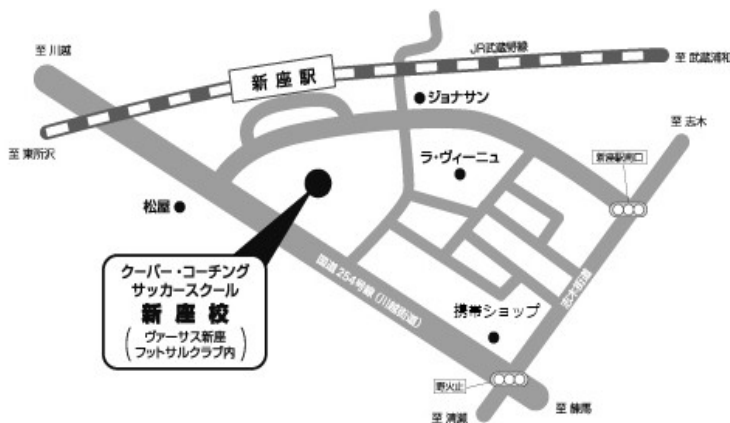 至 川越
JR武蔵野線
至 武蔵浦和
新座駅
ジョナサン
至 志木
至 東所沢
新座駅南口
ラ・ヴィーニュ
松屋
クーバー・コーチング
サッカースクール
新座校
(ヴァーサス新座
フットサルクラブ内)
国道254号線(川越街道)
志木街道
携帯ショップ
野火止
至 清瀬
至 練馬